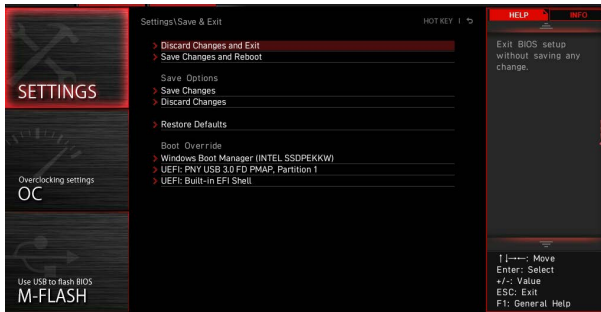 Settings\Save & Exit
HOT KEY | ↶
HELP
INFO
> Discard Changes and Exit
> Save Changes and Reboot
Save Options
> Save Changes
> Discard Changes
> Restore Defaults
Boot Override
> Windows Boot Manager (INTEL SSDPEKKW)
> UEFI: PNY USB 3.0 FD PMAP, Partition 1
> UEFI: Built-in EFI Shell
SETTINGS
Overclocking settings
OC
Use USB to flash BIOS
M-FLASH
Exit BIOS setup
without saving any
change.
↑↓→←: Move
Enter: Select
+/-: Value
ESC: Exit
F1: General Help